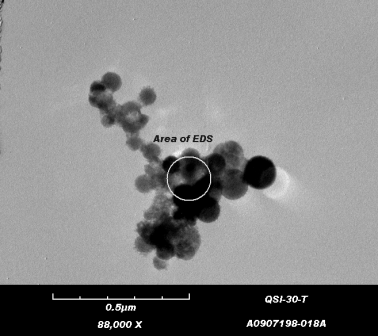 Area of EDS
0.5µm
QSI-30-T
88,000 X
A0907198-018A